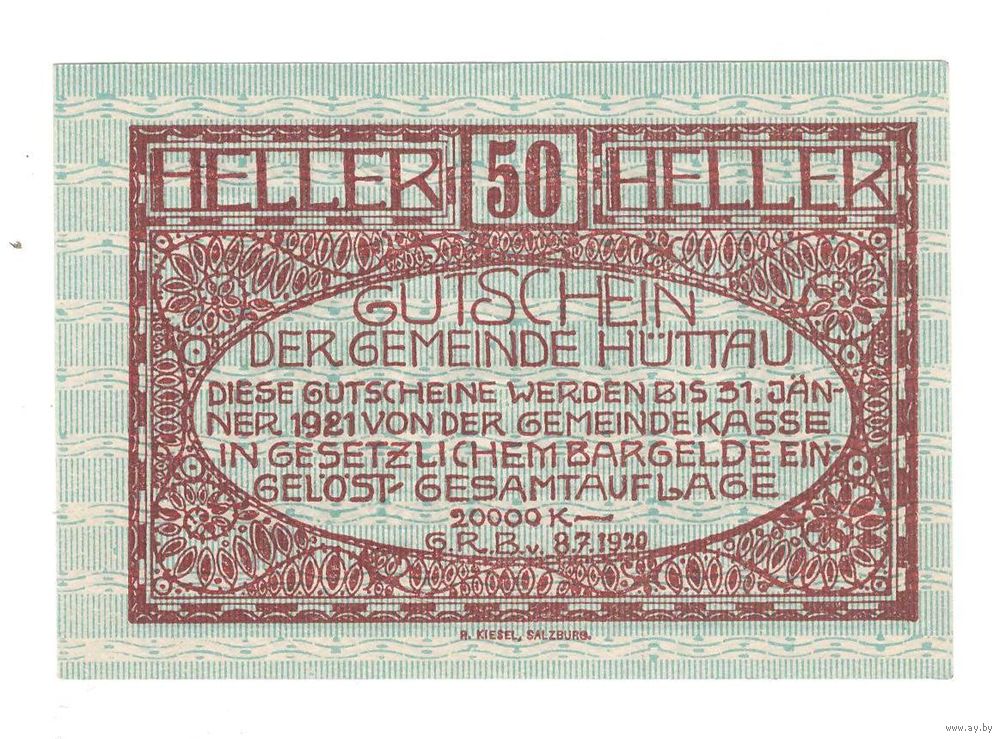 HELLER 50 HELLER
GUTSCHEIN
DER GEMEINDE HÜTTAU
DIESE GUTSCHEINE WERDEN BIS 31. JÄN-
NER 1921 VON DER GEMEINDEKASSE
IN GESETZLICHEM BARGELDE EIN-
GELÖST- GESAMTAUFLAGE
20000 K—
G.R.B.v. 8.7.1920
R. KIESEL, SALZBURG.
www.ay.by